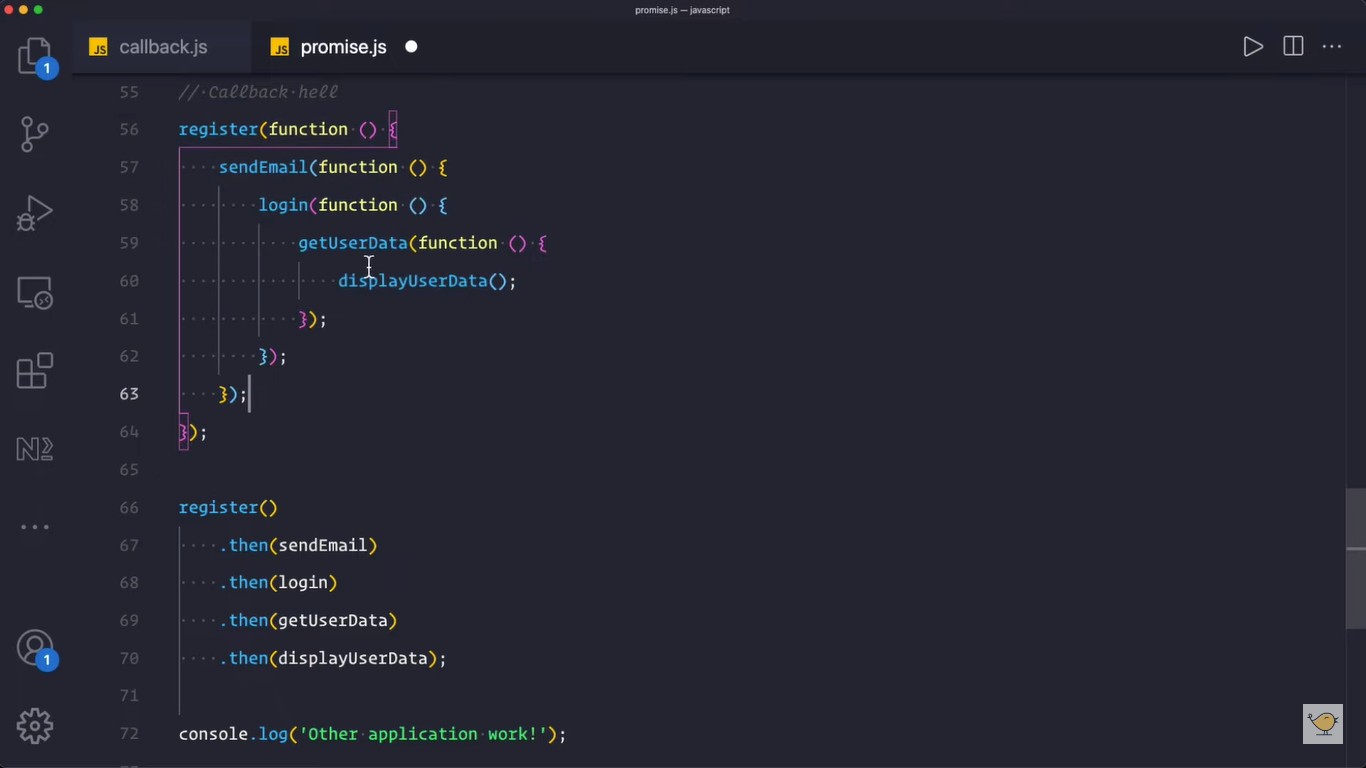 promise.js — javascript
JS callback.js JS promise.js
55 // Callback hell
56 register(function () {
57 sendEmail(function () {
58 login(function () {
59 getUserData(function () {
60 displayUserData();
61 });
62 });
63 });
64 });
65
66 register()
67 .then(sendEmail)
68 .then(login)
69 .then(getUserData)
70 .then(displayUserData);
71
72 console.log('Other application work!');
1
1